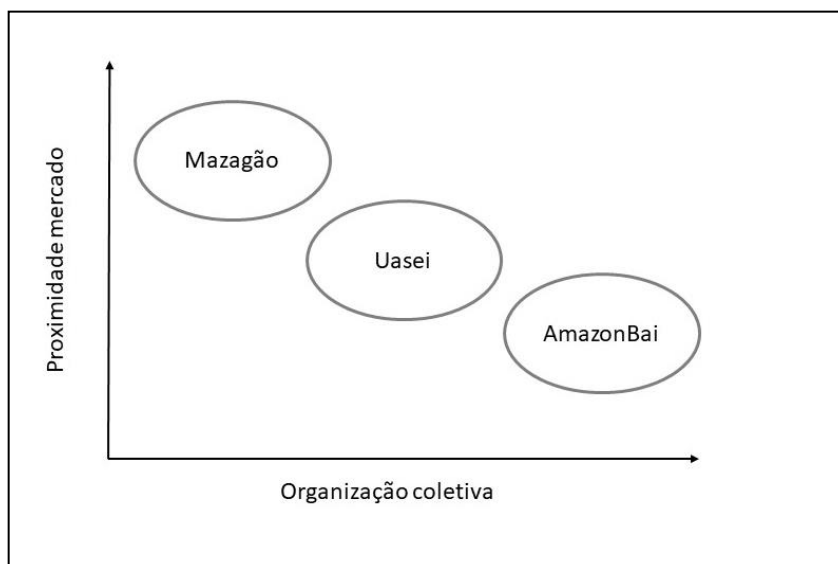 Mazagão
Uasei
AmazonBai
Proximidade mercado
Organização coletiva